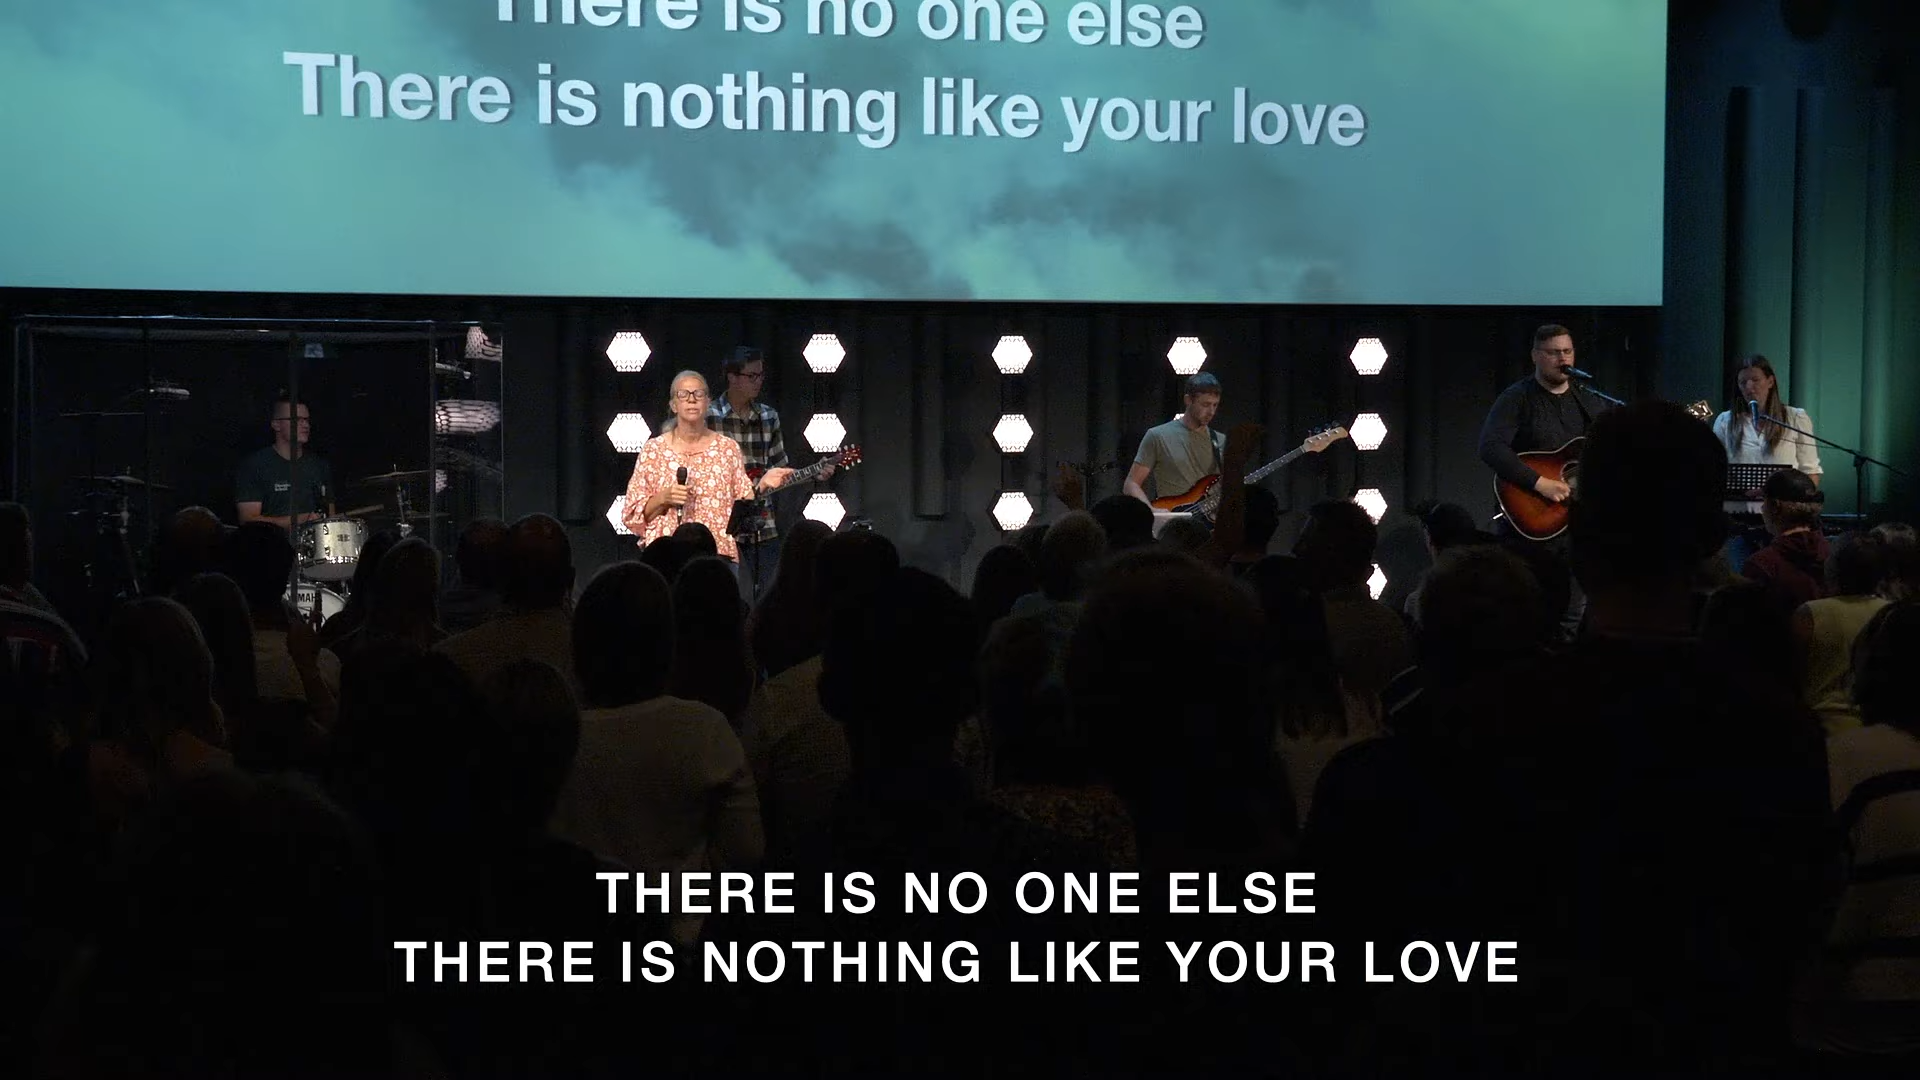 There is no one else
There is nothing like your love
THERE IS NO ONE ELSE
THERE IS NOTHING LIKE YOUR LOVE